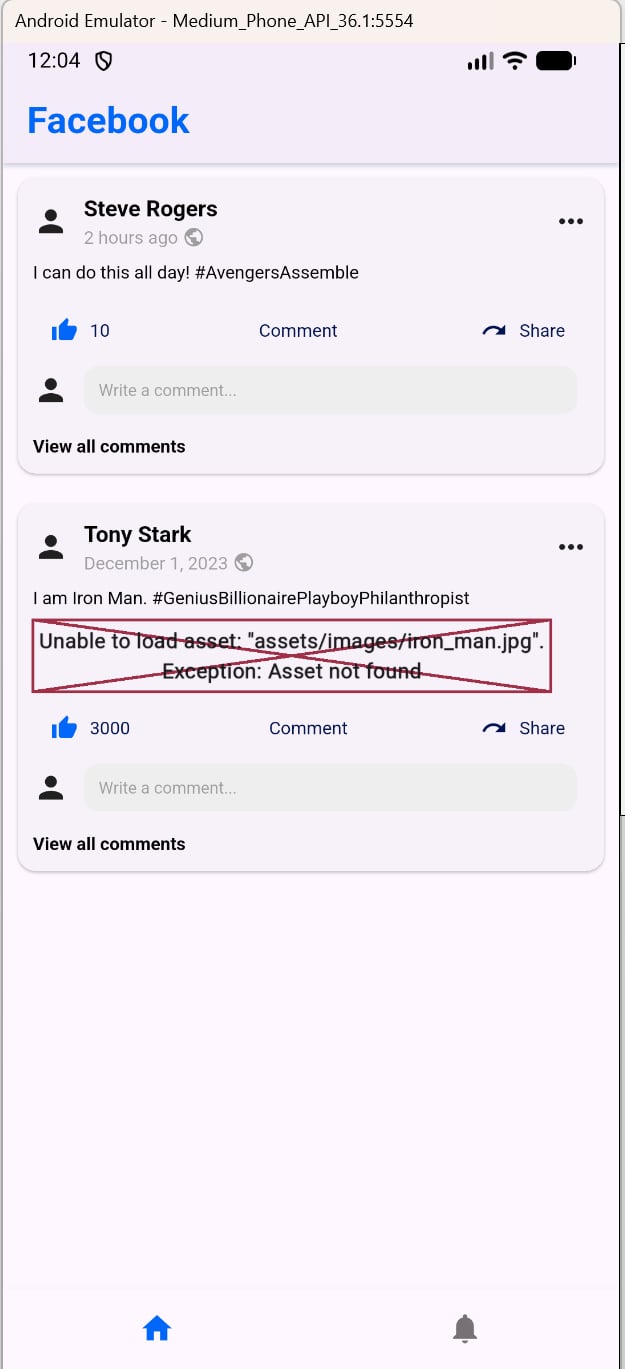 Android Emulator - Medium_Phone_API_36.1:5554
12:04
Facebook
Steve Rogers
2 hours ago
I can do this all day! #AvengersAssemble
10 Comment Share
Write a comment...
View all comments
Tony Stark
December 1, 2023
I am Iron Man. #GeniusBillionairePlayboyPhilanthropist
Unable to load asset: "assets/images/iron_man.jpg".
Exception: Asset not found
3000 Comment Share
Write a comment...
View all comments